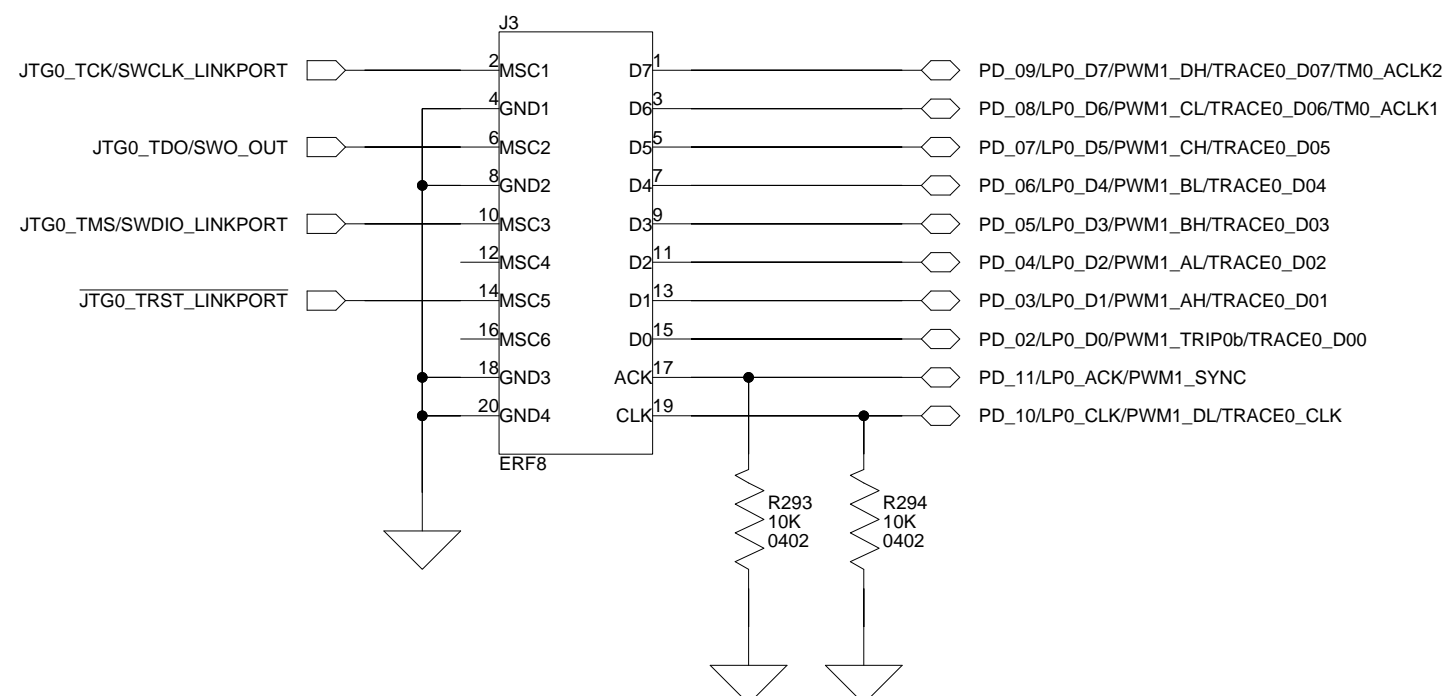 J3
JTG0_TCK/SWCLK_LINKPORT 2 MSC1 D7 1 PD_09/LP0_D7/PWM1_DH/TRACE0_D07/TM0_ACLK2
4 GND1 D6 3 PD_08/LP0_D6/PWM1_CL/TRACE0_D06/TM0_ACLK1
JTG0_TDO/SWO_OUT 6 MSC2 D5 5 PD_07/LP0_D5/PWM1_CH/TRACE0_D05
8 GND2 D4 7 PD_06/LP0_D4/PWM1_BL/TRACE0_D04
JTG0_TMS/SWDIO_LINKPORT 10 MSC3 D3 9 PD_05/LP0_D3/PWM1_BH/TRACE0_D03
12 MSC4 D2 11 PD_04/LP0_D2/PWM1_AL/TRACE0_D02
JTG0_TRST_LINKPORT 14 MSC5 D1 13 PD_03/LP0_D1/PWM1_AH/TRACE0_D01
16 MSC6 D0 15 PD_02/LP0_D0/PWM1_TRIP0b/TRACE0_D00
18 GND3 ACK 17 PD_11/LP0_ACK/PWM1_SYNC
20 GND4 CLK 19 PD_10/LP0_CLK/PWM1_DL/TRACE0_CLK
ERF8
R293 R294
10K 10K
0402 0402